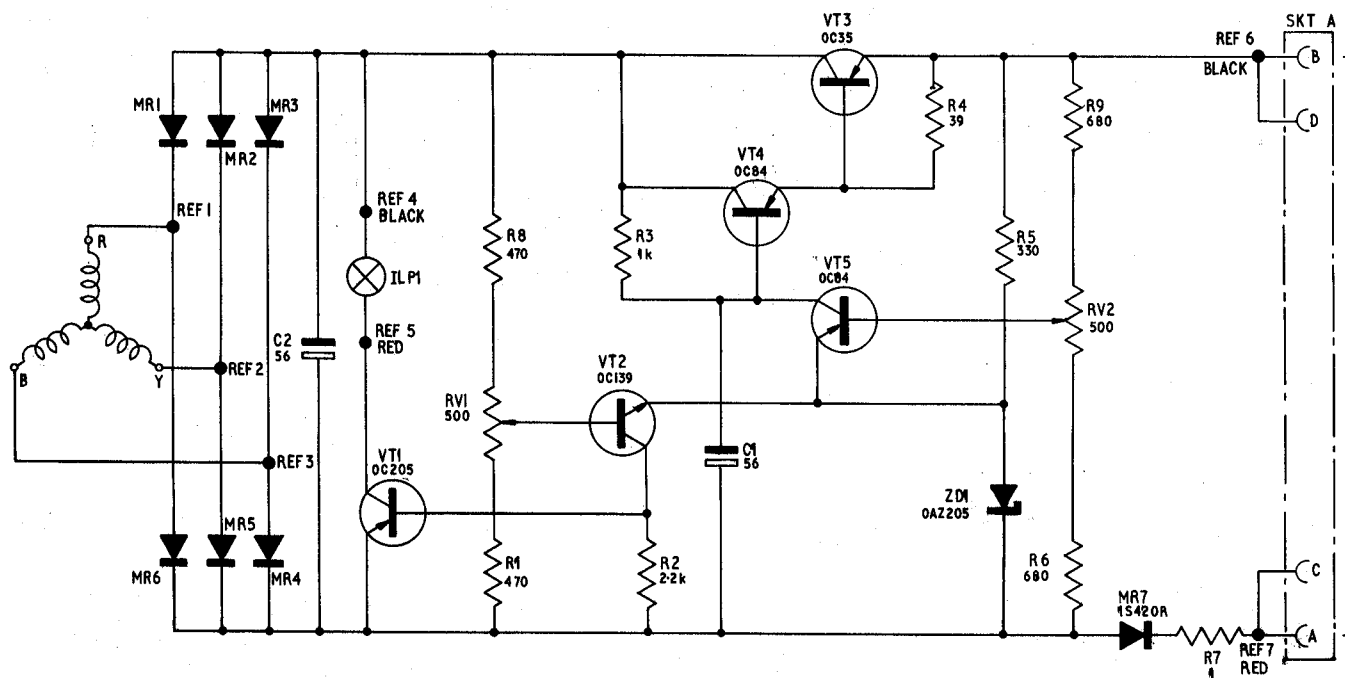 VT3
OC35
SKT A
REF 6
BLACK
B
MR1
MR3
R4
39
R9
680
D
MR2
VT4
OC84
REF 1
REF 4
BLACK
R
R8
470
R3
1k
R5
330
ILP1
VT5
OC84
RV2
500
C2
56
REF 5
RED
B
Y
REF 2
VT2
OC139
RV1
500
REF 3
VT1
OC205
C1
56
ZD1
OAZ205
MR5
MR6
MR4
R1
470
R2
2·2k
R6
680
C
MR7
1S420R
A
R7
1
REF 7
RED